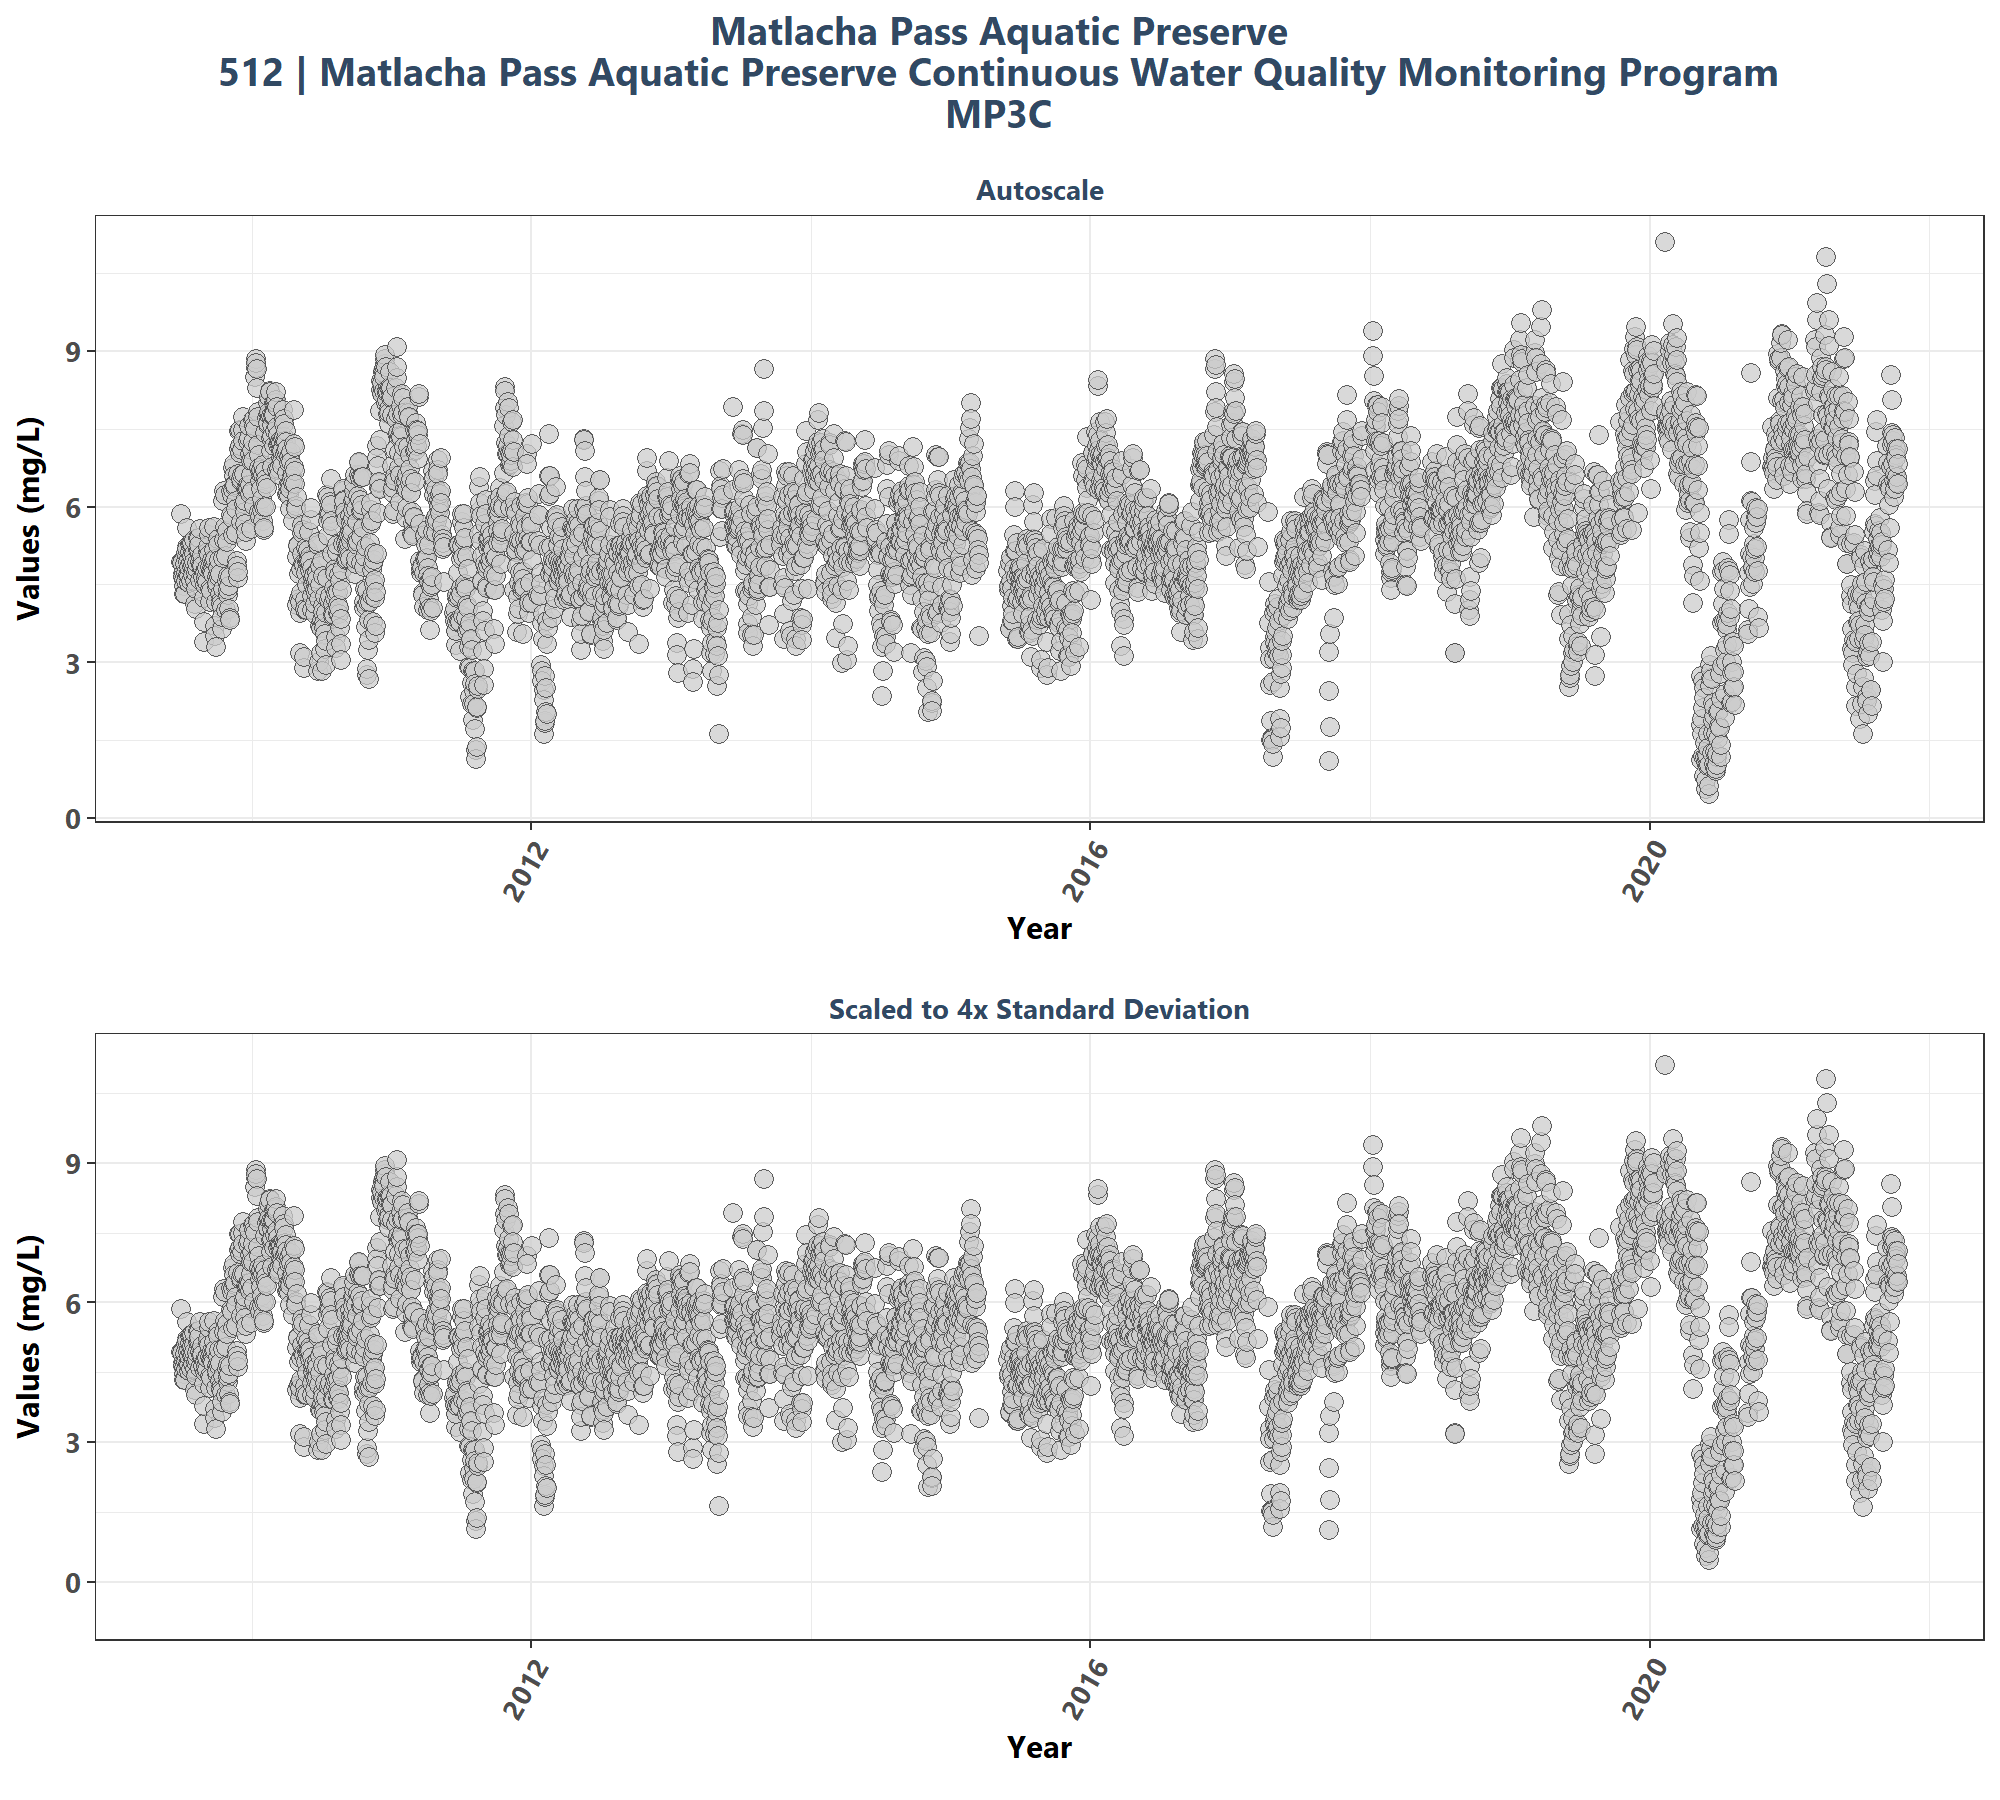 Matlacha Pass Aquatic Preserve
512 | Matlacha Pass Aquatic Preserve Continuous Water Quality Monitoring Program
MP3C
Autoscale
Values (mg/L)
9
6
3
0
2012
2016
2020
Year
Scaled to 4x Standard Deviation
Values (mg/L)
9
6
3
0
2012
2016
2020
Year